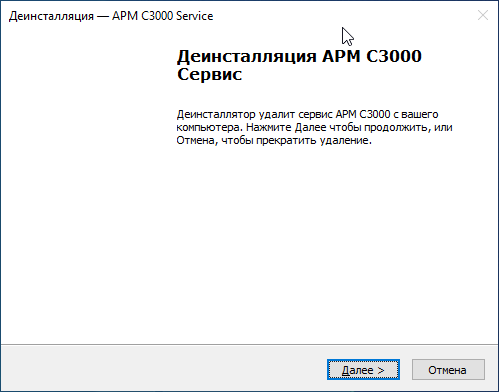 Деинсталляция — АРМ С3000 Service
Деинсталляция АРМ С3000
Сервис
Деинсталлятор удалит сервис АРМ С3000 с вашего
компьютера. Нажмите Далее чтобы продолжить, или
Отмена, чтобы прекратить удаление.
Далее >
Отмена